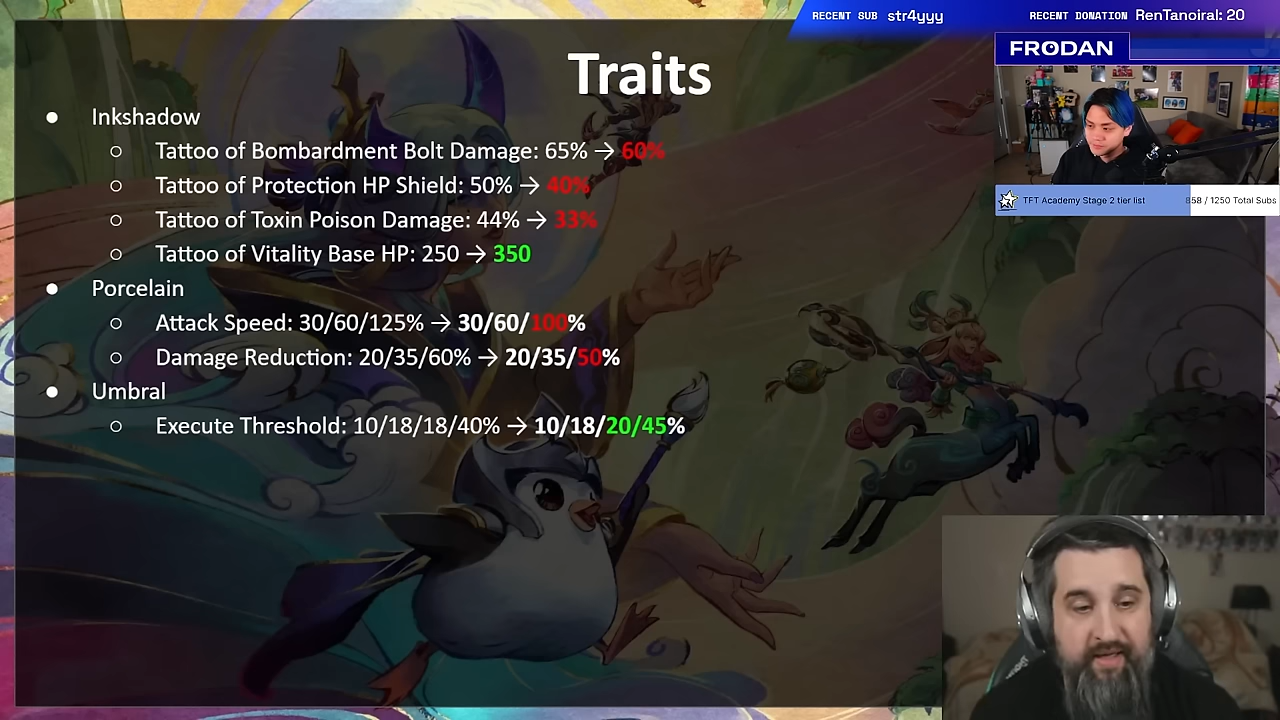 RECENT SUB str4yyy
RECENT DONATION RenTanoiral: 20
FRODAN
TFT Academy Stage 2 tier list
858 / 1250 Total Subs
Traits
● Inkshadow
○ Tattoo of Bombardment Bolt Damage: 65% → 60%
○ Tattoo of Protection HP Shield: 50% → 40%
○ Tattoo of Toxin Poison Damage: 44% → 33%
○ Tattoo of Vitality Base HP: 250 → 350
● Porcelain
○ Attack Speed: 30/60/125% → 30/60/100%
○ Damage Reduction: 20/35/60% → 20/35/50%
● Umbral
○ Execute Threshold: 10/18/18/40% → 10/18/20/45%